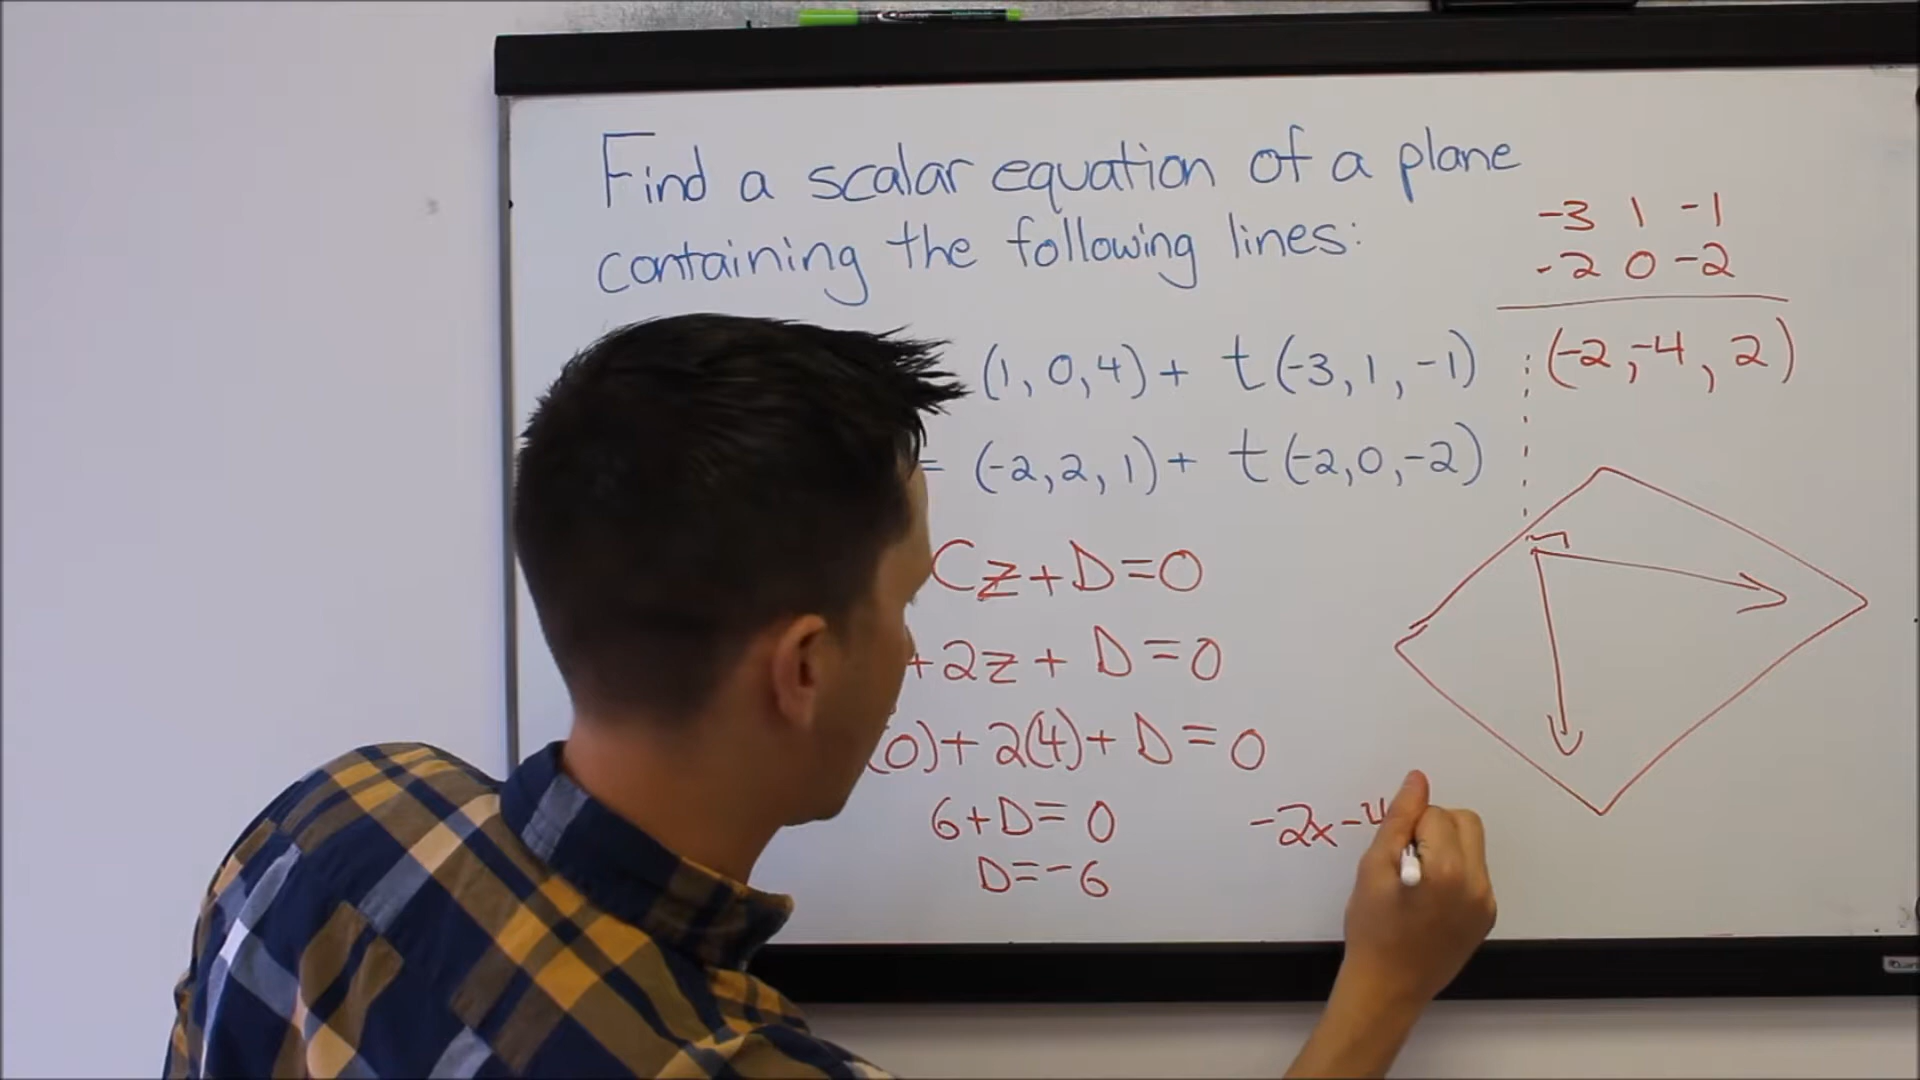 Find a scalar equation of a plane
containing the following lines:
(1, 0, 4) + t(-3, 1, -1)
= (-2, 2, 1) + t(-2, 0, -2)
Cz + D = 0
+ 2z + D = 0
(0) + 2(4) + D = 0
6 + D = 0
D = -6
-3 1 -1
-2 0 -2
(-2, -4, 2)
-2x - 4